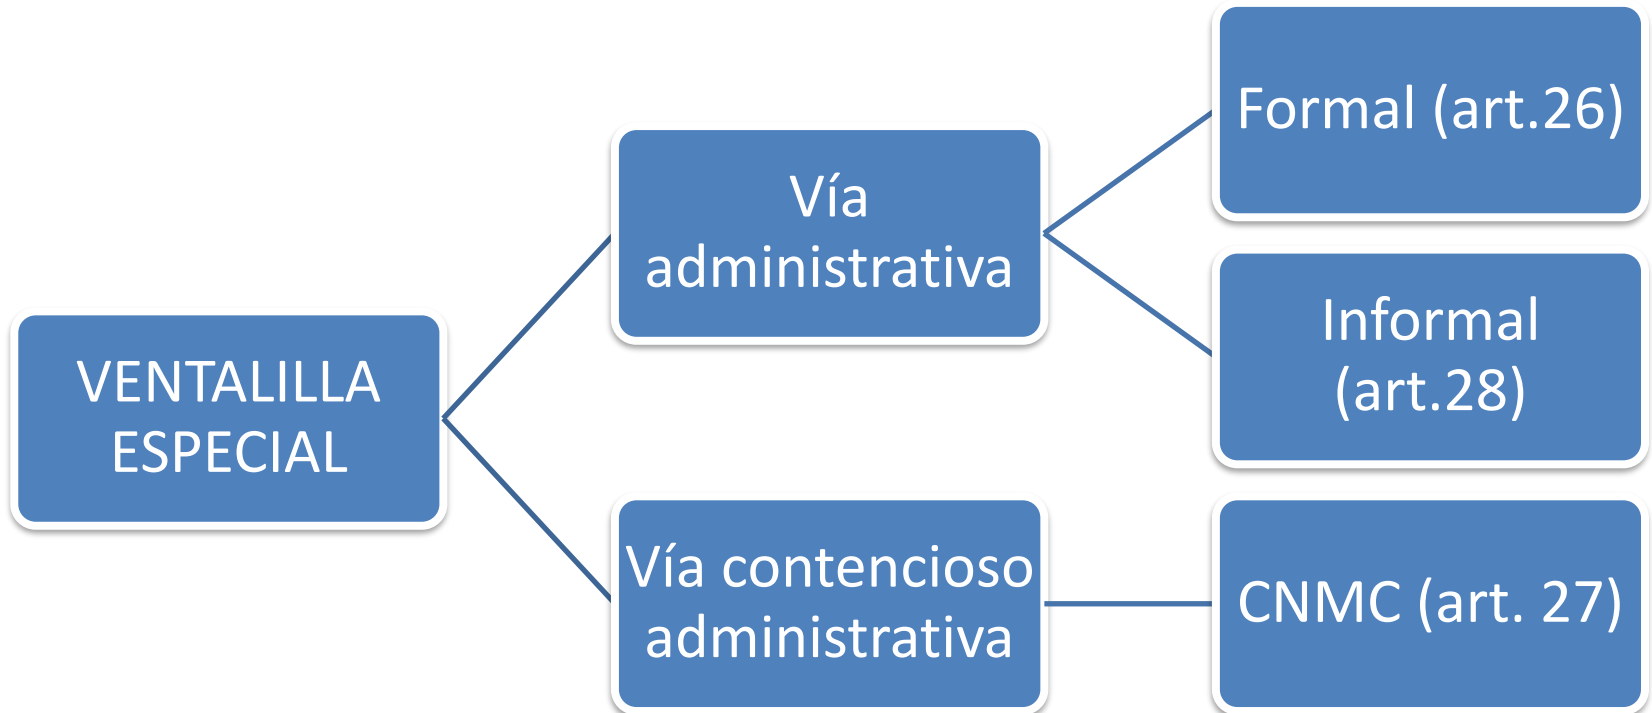 VENTALILLA
ESPECIAL
Vía
administrativa
Formal (art.26)
Informal
(art.28)
Vía contencioso
administrativa
CNMC (art. 27)